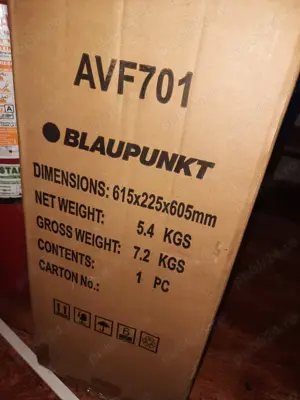 AVF701
BLAUPUNKT
DIMENSIONS: 615x225x605mm
NET WEIGHT: 5.4 KGS
GROSS WEIGHT: 7.2 KGS
CONTENTS: 1 PC
CARTON No.:
6